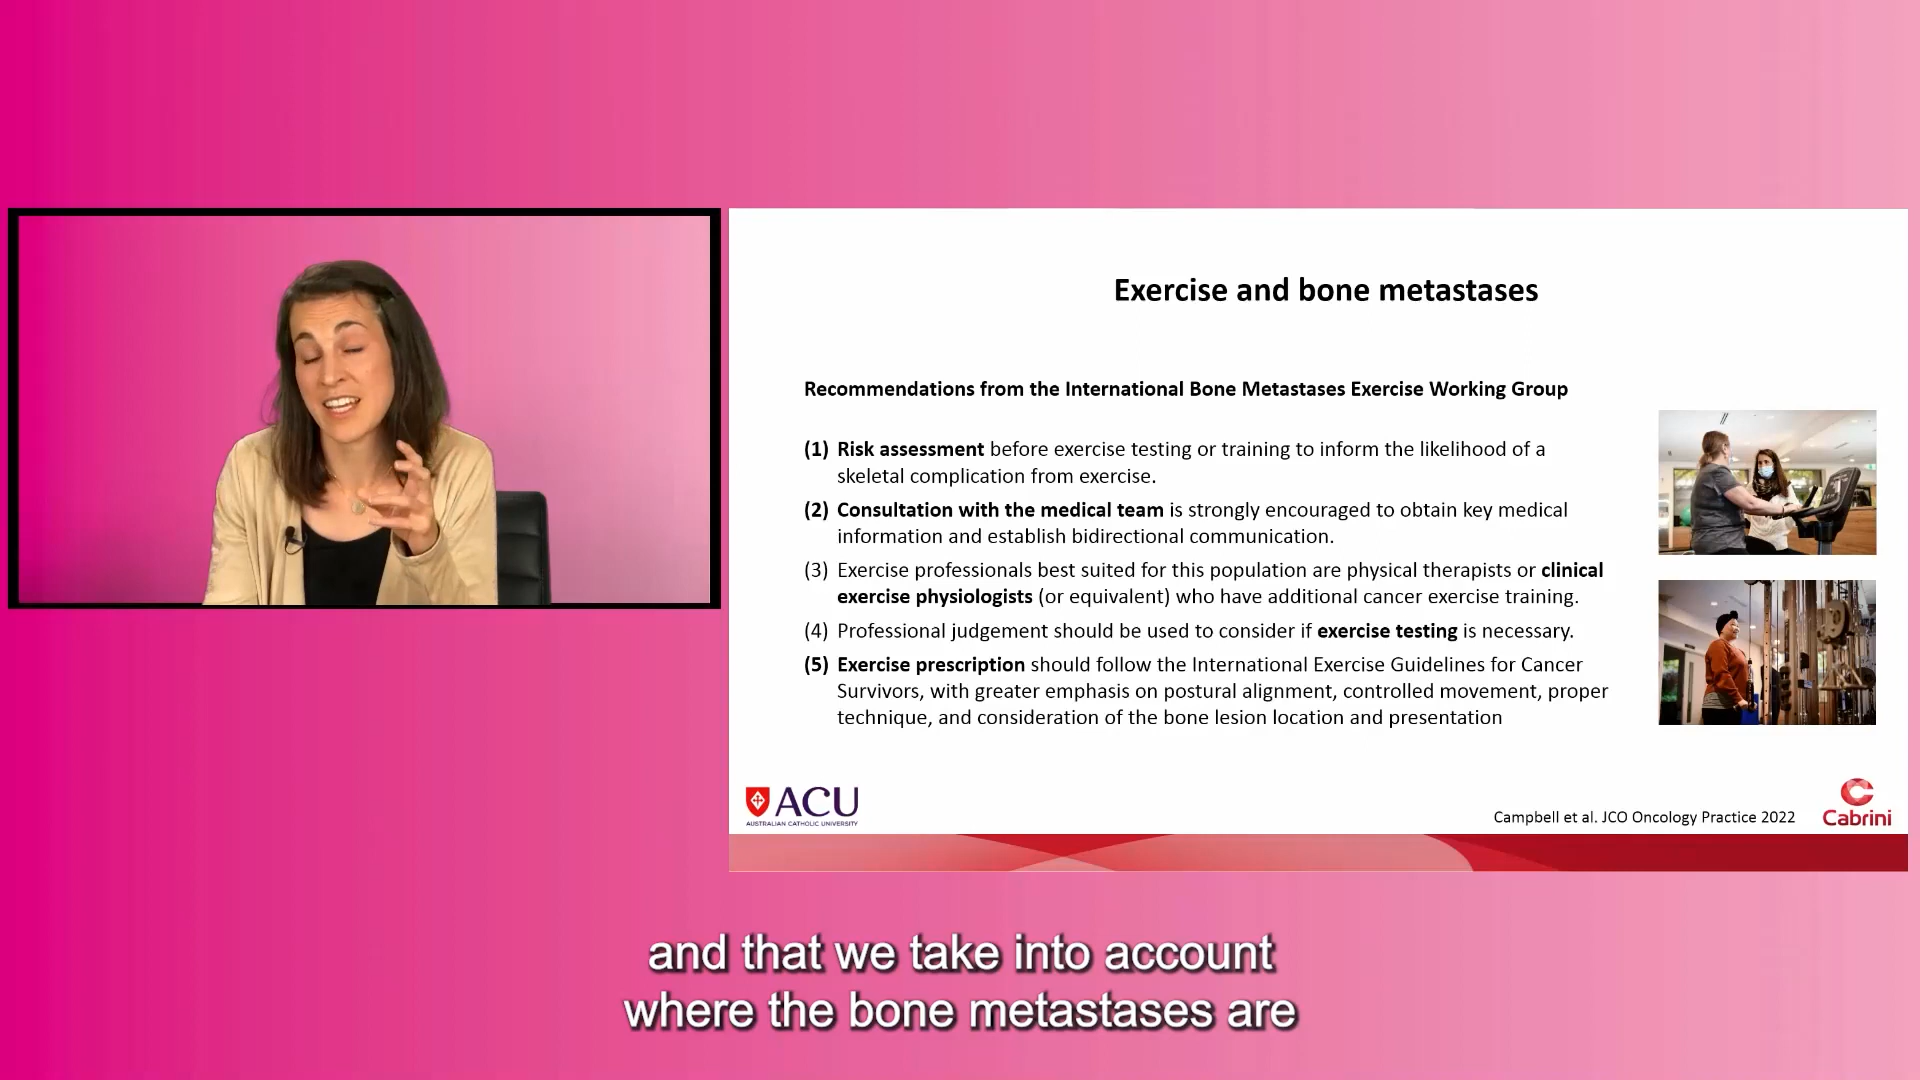 Exercise and bone metastases
Recommendations from the International Bone Metastases Exercise Working Group
(1) Risk assessment before exercise testing or training to inform the likelihood of a
skeletal complication from exercise.
(2) Consultation with the medical team is strongly encouraged to obtain key medical
information and establish bidirectional communication.
(3) Exercise professionals best suited for this population are physical therapists or clinical
exercise physiologists (or equivalent) who have additional cancer exercise training.
(4) Professional judgement should be used to consider if exercise testing is necessary.
(5) Exercise prescription should follow the International Exercise Guidelines for Cancer
Survivors, with greater emphasis on postural alignment, controlled movement, proper
technique, and consideration of the bone lesion location and presentation
ACU
AUSTRALIAN CATHOLIC UNIVERSITY
Campbell et al. JCO Oncology Practice 2022
Cabrini
and that we take into account
where the bone metastases are